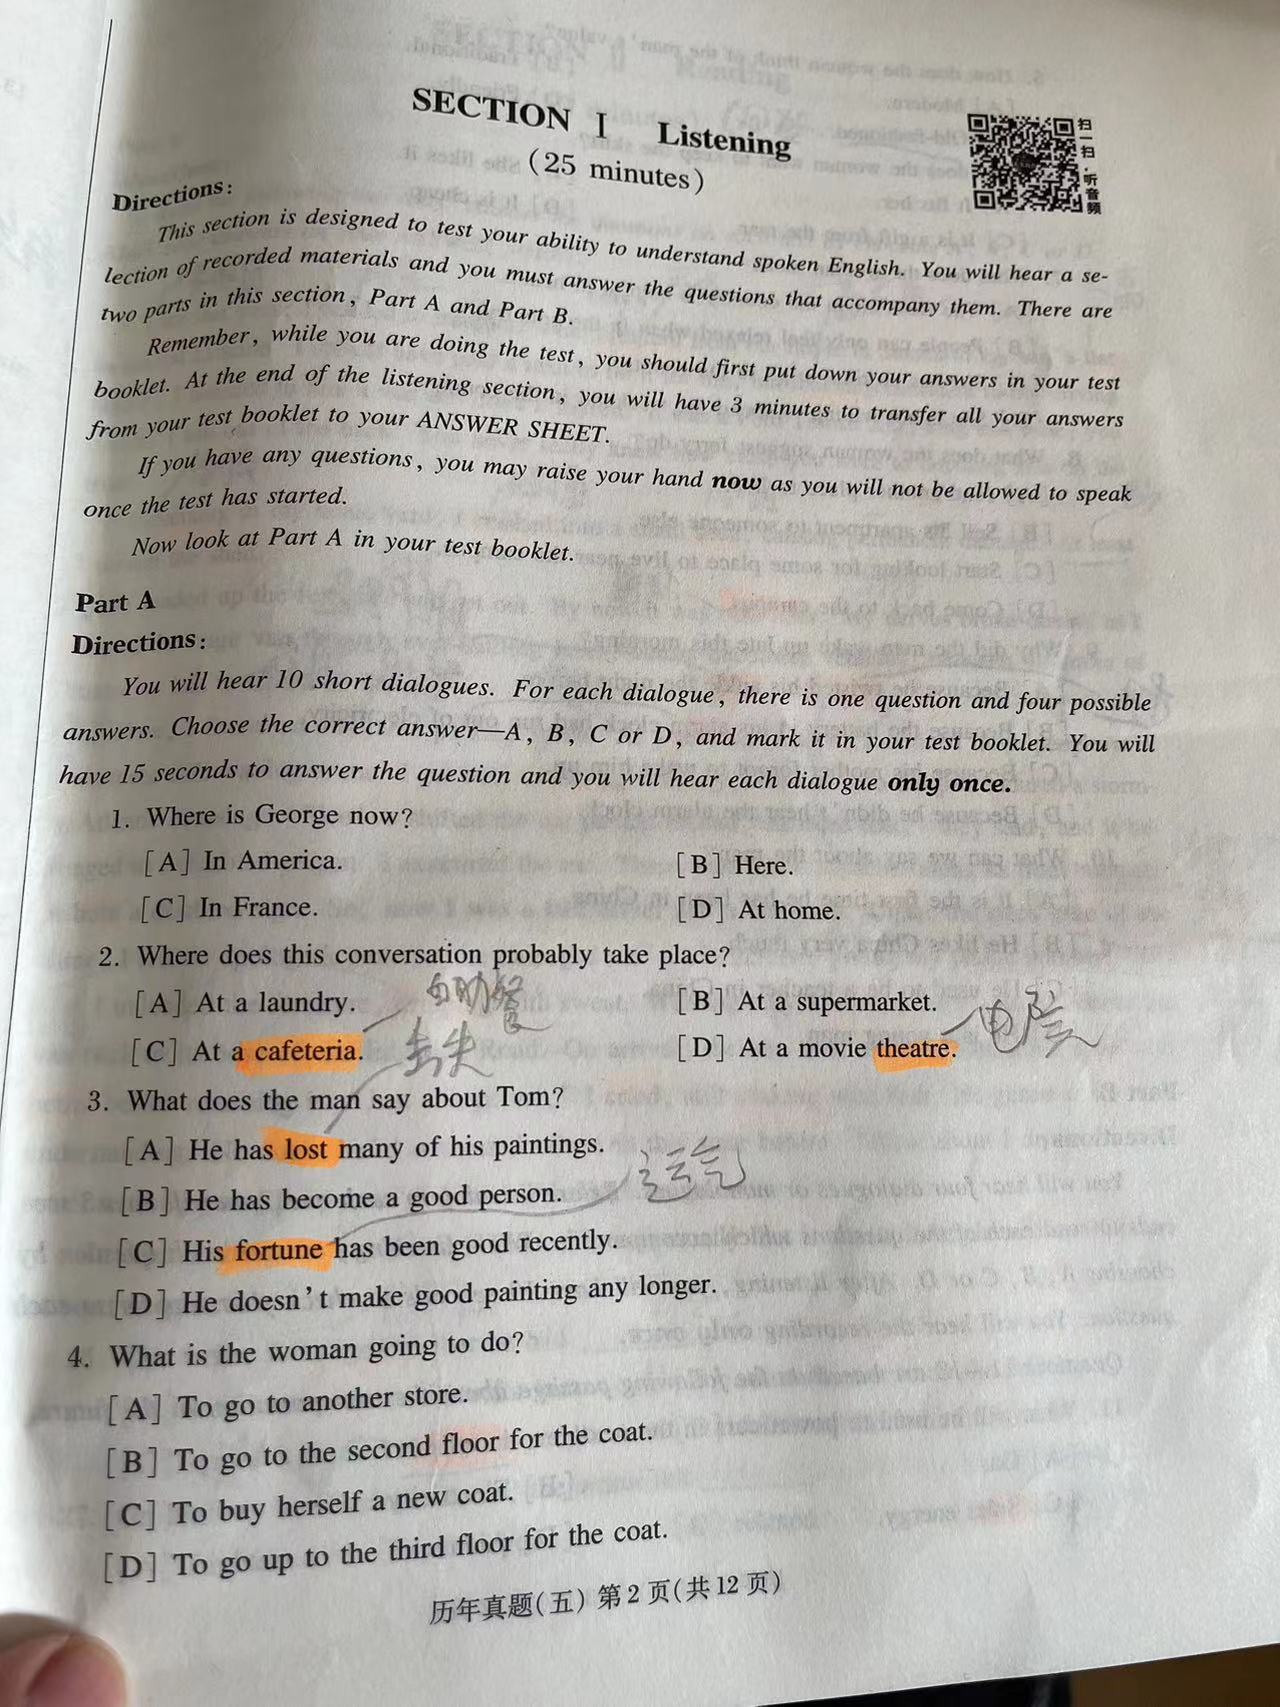 SECTION Ⅰ Listening
(25 minutes)
扫一扫,听音频
Directions:
This section is designed to test your ability to understand spoken English. You will hear a se-
lection of recorded materials and you must answer the questions that accompany them. There are
two parts in this section, Part A and Part B.
Remember, while you are doing the test, you should first put down your answers in your test
booklet. At the end of the listening section, you will have 3 minutes to transfer all your answers
from your test booklet to your ANSWER SHEET.
If you have any questions, you may raise your hand now as you will not be allowed to speak
once the test has started.
Now look at Part A in your test booklet.
Part A
Directions:
You will hear 10 short dialogues. For each dialogue, there is one question and four possible
answers. Choose the correct answer—A, B, C or D, and mark it in your test booklet. You will
have 15 seconds to answer the question and you will hear each dialogue only once.
1. Where is George now?
[A] In America. [B] Here.
[C] In France. [D] At home.
2. Where does this conversation probably take place?
[A] At a laundry. 自助餐 [B] At a supermarket.
[C] At a cafeteria. 丢失 [D] At a movie theatre. 电院
3. What does the man say about Tom?
[A] He has lost many of his paintings.
[B] He has become a good person. 运气
[C] His fortune has been good recently.
[D] He doesn't make good painting any longer.
4. What is the woman going to do?
[A] To go to another store.
[B] To go to the second floor for the coat.
[C] To buy herself a new coat.
[D] To go up to the third floor for the coat.
历年真题(五) 第2页(共12页)